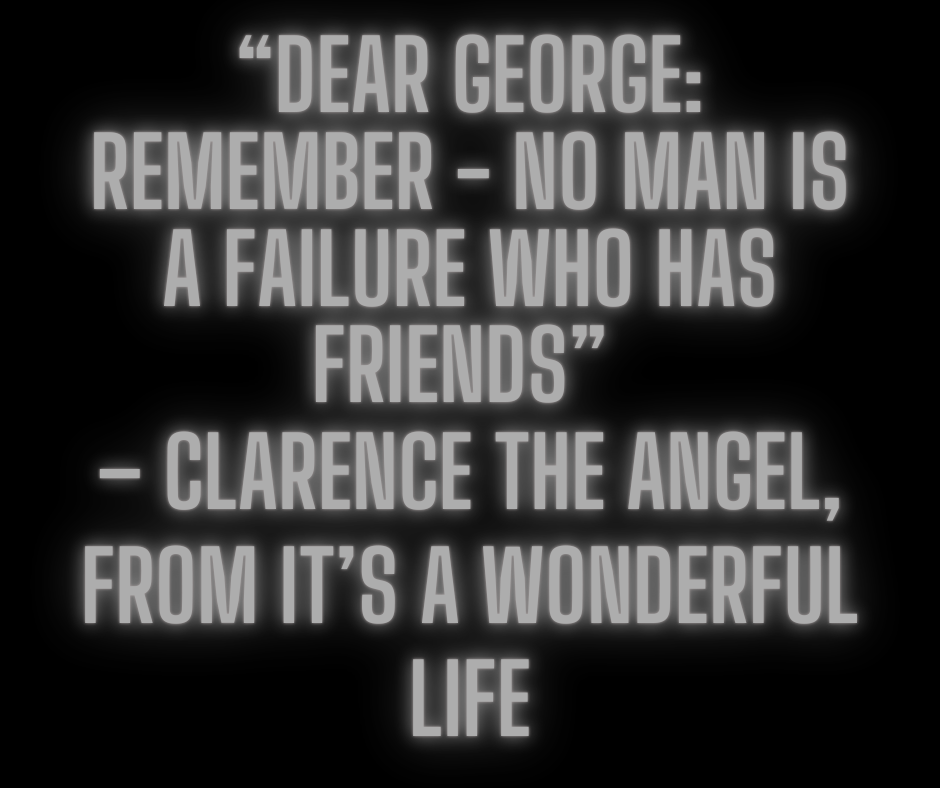 “DEAR GEORGE:
REMEMBER – NO MAN IS
A FAILURE WHO HAS
FRIENDS”
– CLARENCE THE ANGEL,
FROM IT’S A WONDERFUL
LIFE